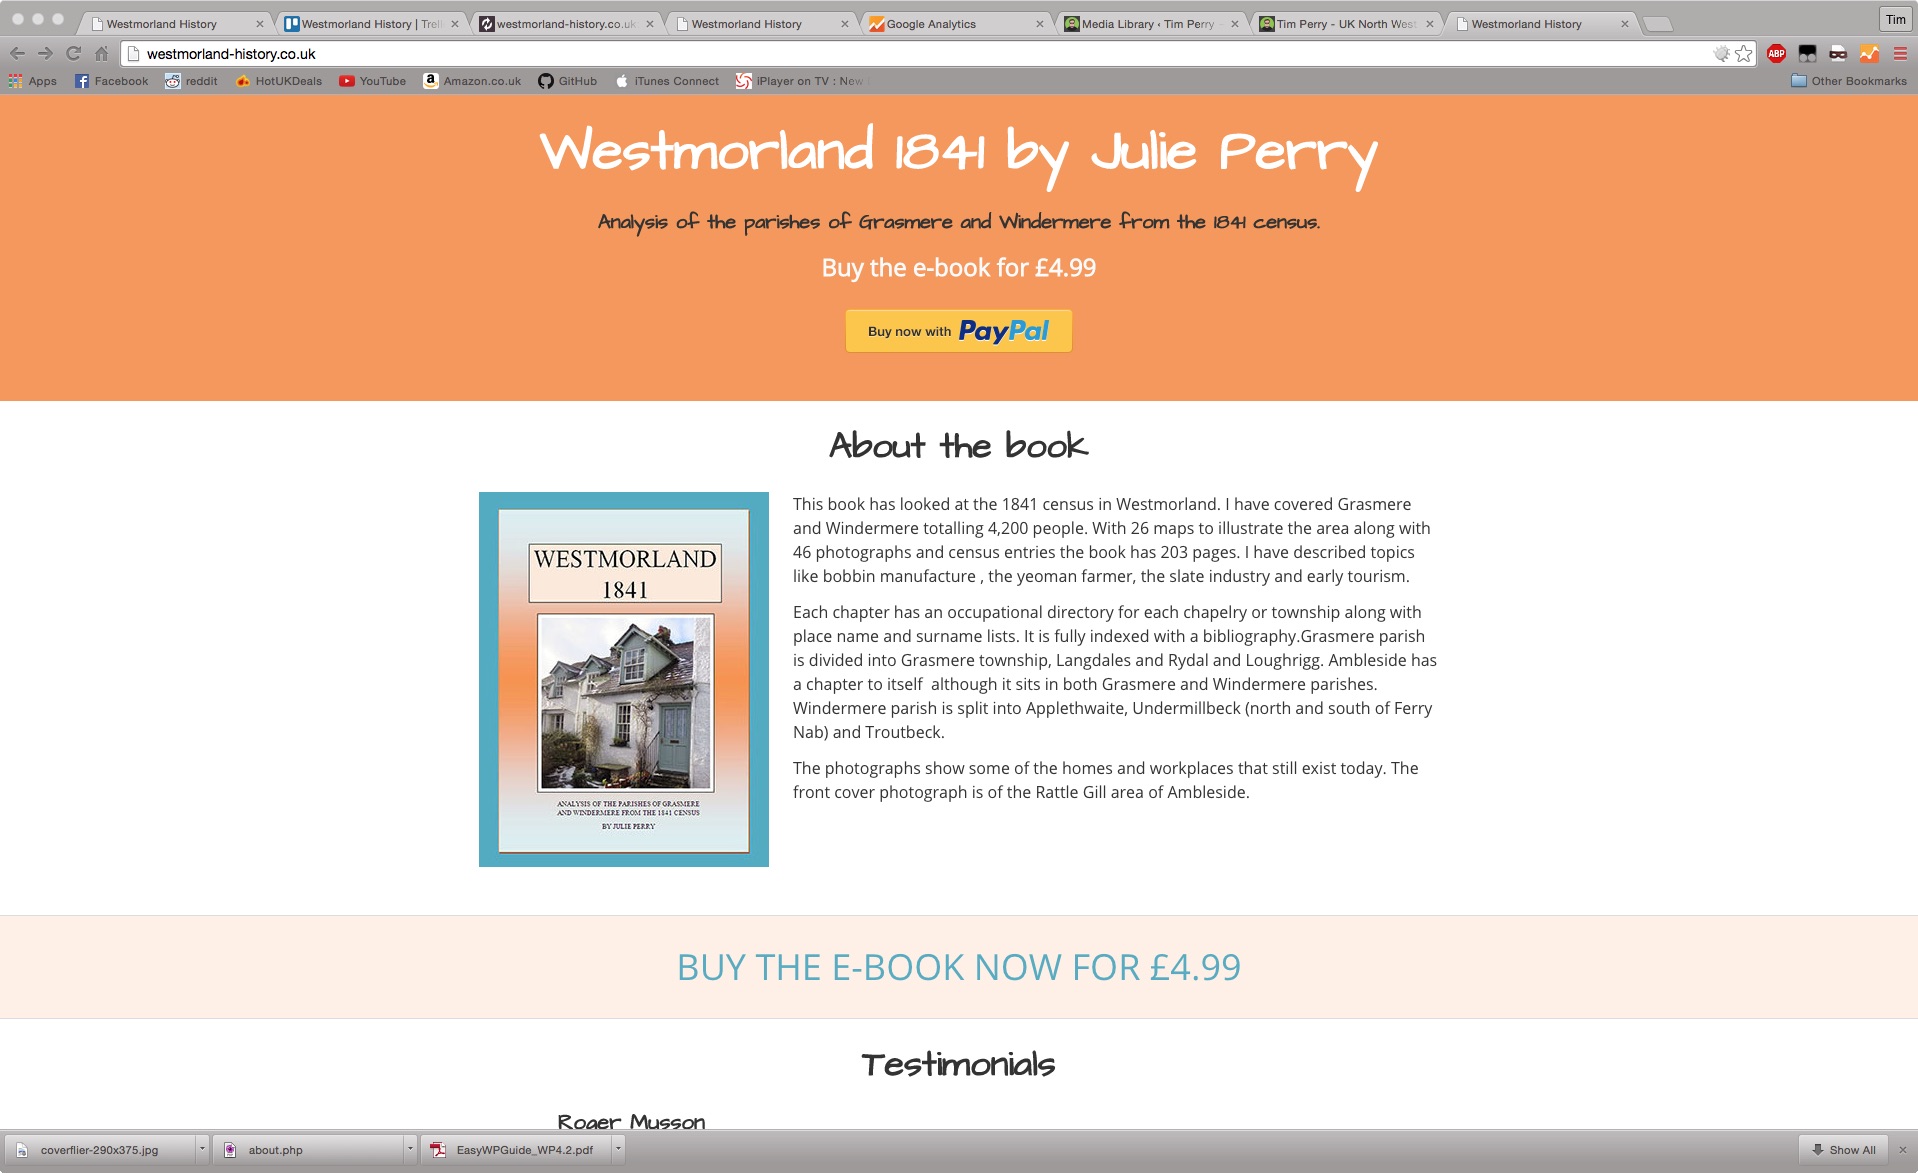 Westmorland History
Westmorland History | Trell
westmorland-history.co.uk
Westmorland History
Google Analytics
Media Library ‹ Tim Perry
Tim Perry - UK North West
Westmorland History
Tim
westmorland-history.co.uk
ABP
Apps
Facebook
reddit
HotUKDeals
YouTube
Amazon.co.uk
GitHub
iTunes Connect
iPlayer on TV : New
Other Bookmarks
Westmorland 1841 by Julie Perry
Analysis of the parishes of Grasmere and Windermere from the 1841 census.
Buy the e-book for £4.99
Buy now with PayPal
About the book
WESTMORLAND
1841
ANALYSIS OF THE PARISHES OF GRASMERE
AND WINDERMERE FROM THE 1841 CENSUS
BY JULIE PERRY
This book has looked at the 1841 census in Westmorland. I have covered Grasmere
and Windermere totalling 4,200 people. With 26 maps to illustrate the area along with
46 photographs and census entries the book has 203 pages. I have described topics
like bobbin manufacture , the yeoman farmer, the slate industry and early tourism.
Each chapter has an occupational directory for each chapelry or township along with
place name and surname lists. It is fully indexed with a bibliography.Grasmere parish
is divided into Grasmere township, Langdales and Rydal and Loughrigg. Ambleside has
a chapter to itself  although it sits in both Grasmere and Windermere parishes.
Windermere parish is split into Applethwaite, Undermillbeck (north and south of Ferry
Nab) and Troutbeck.
The photographs show some of the homes and workplaces that still exist today. The
front cover photograph is of the Rattle Gill area of Ambleside.
BUY THE E-BOOK NOW FOR £4.99
Testimonials
Roger Musson
coverflier-290x375.jpg
about.php
EasyWPGuide_WP4.2.pdf
Show All